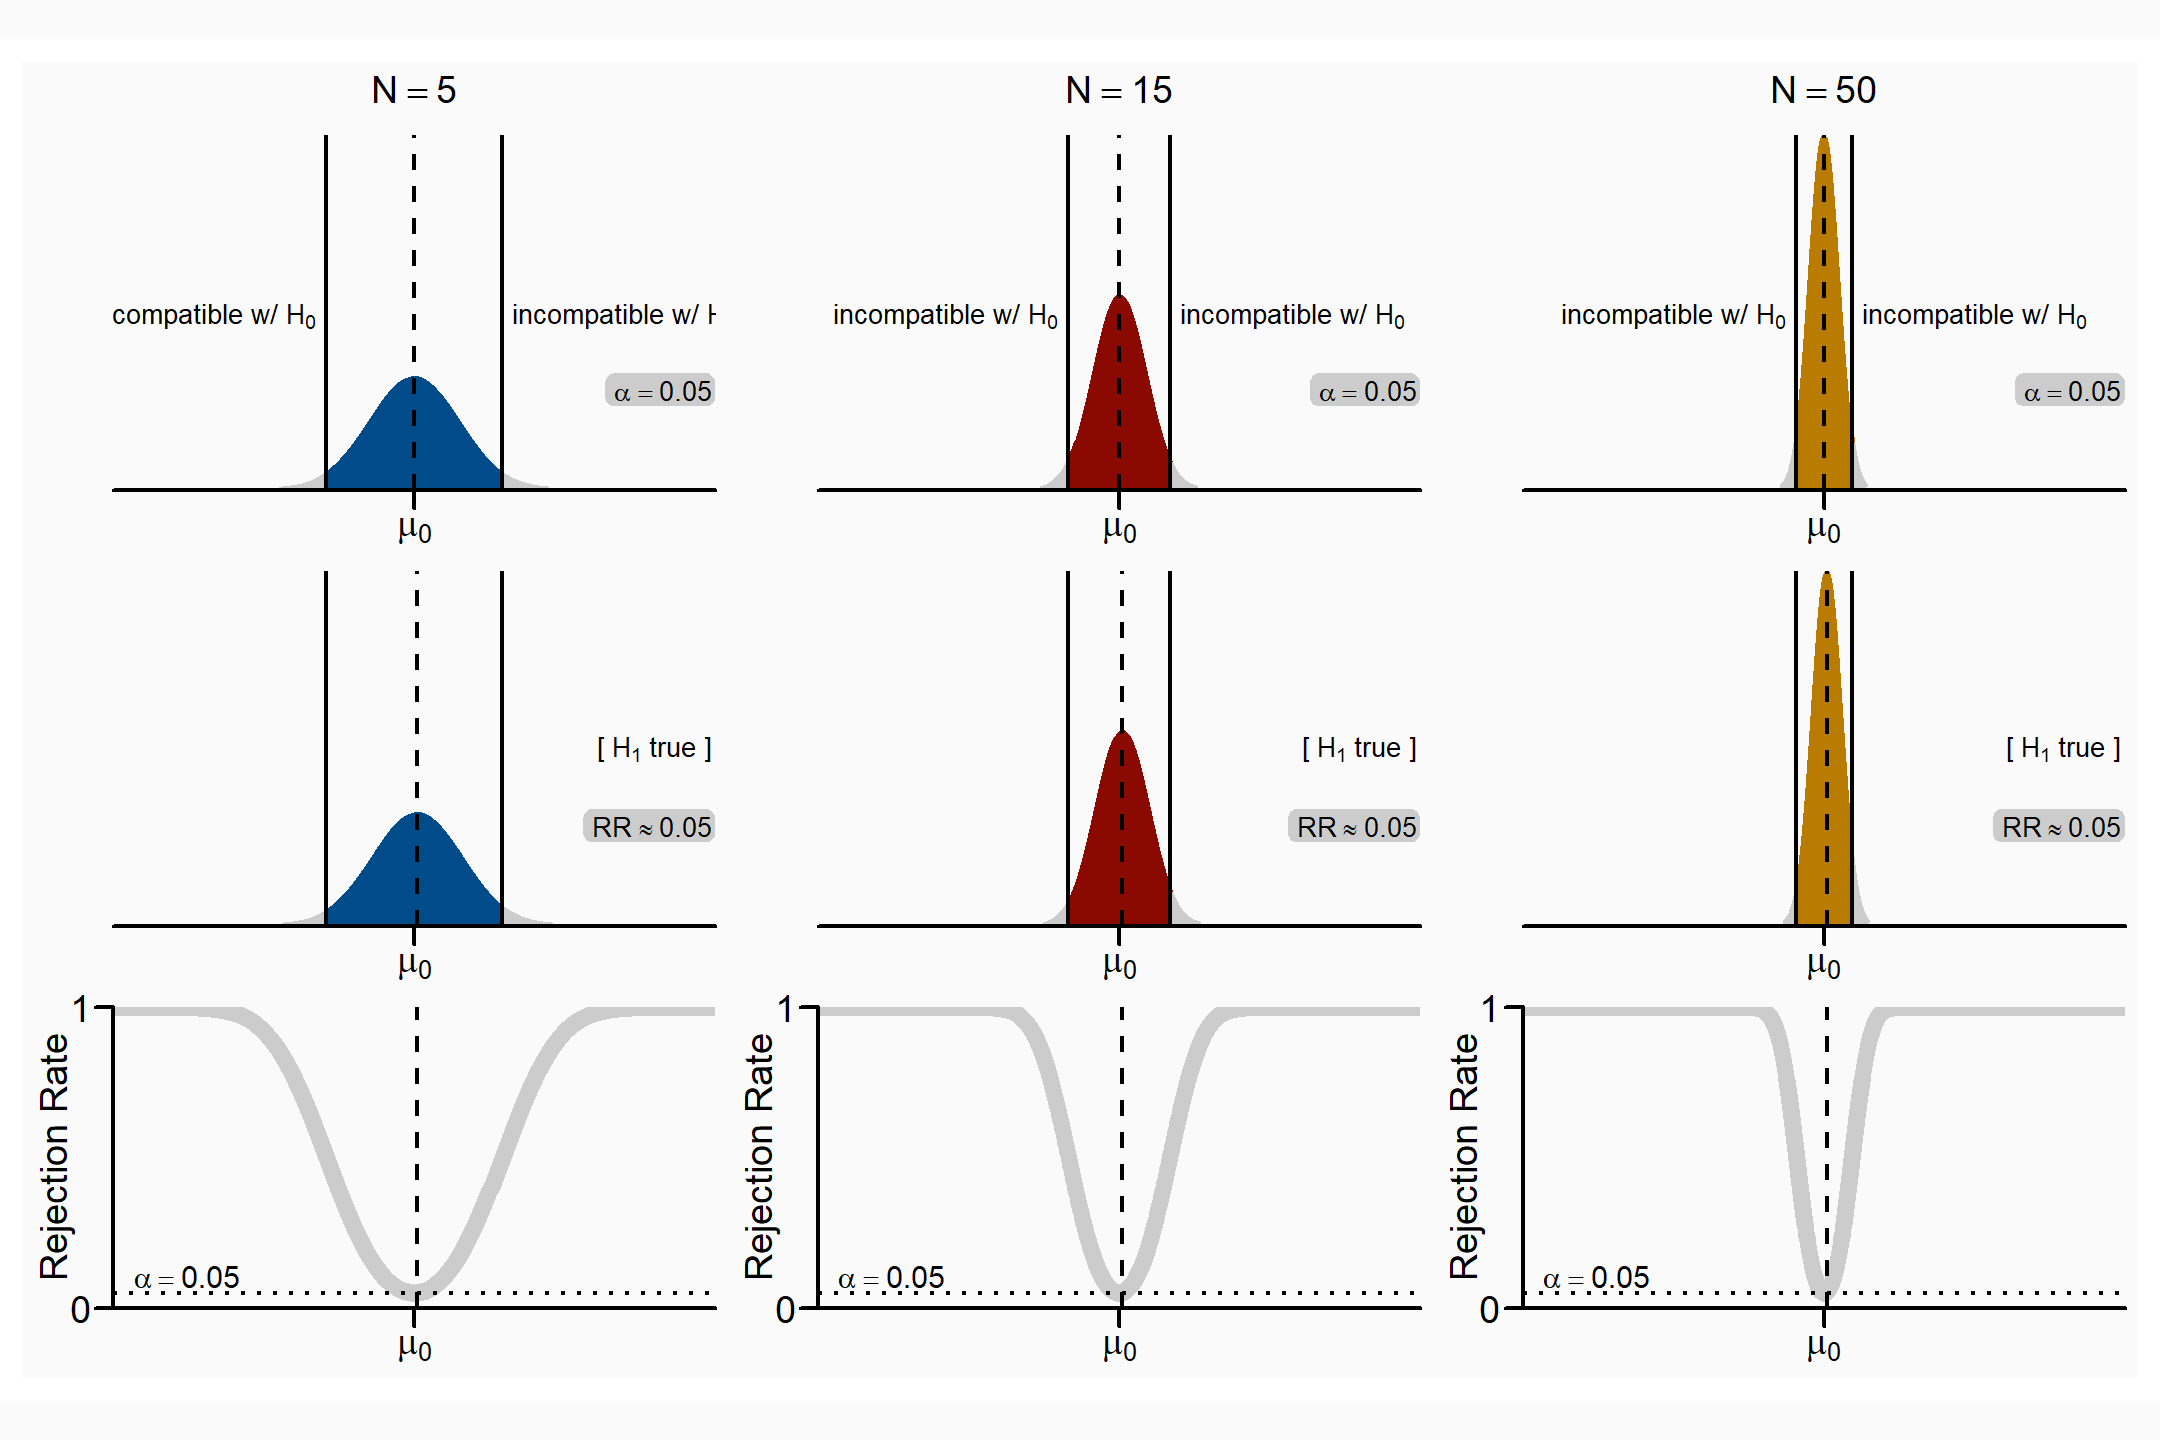 N = 5
N = 15
N = 50
compatible w/ H₀
incompatible w/ H
incompatible w/ H₀
incompatible w/ H₀
incompatible w/ H₀
incompatible w/ H₀
α = 0.05
α = 0.05
α = 0.05
μ₀
μ₀
μ₀
[ H₁ true ]
[ H₁ true ]
[ H₁ true ]
RR ≈ 0.05
RR ≈ 0.05
RR ≈ 0.05
μ₀
μ₀
μ₀
Rejection Rate
1
0
α = 0.05
μ₀
Rejection Rate
1
0
α = 0.05
μ₀
Rejection Rate
1
0
α = 0.05
μ₀